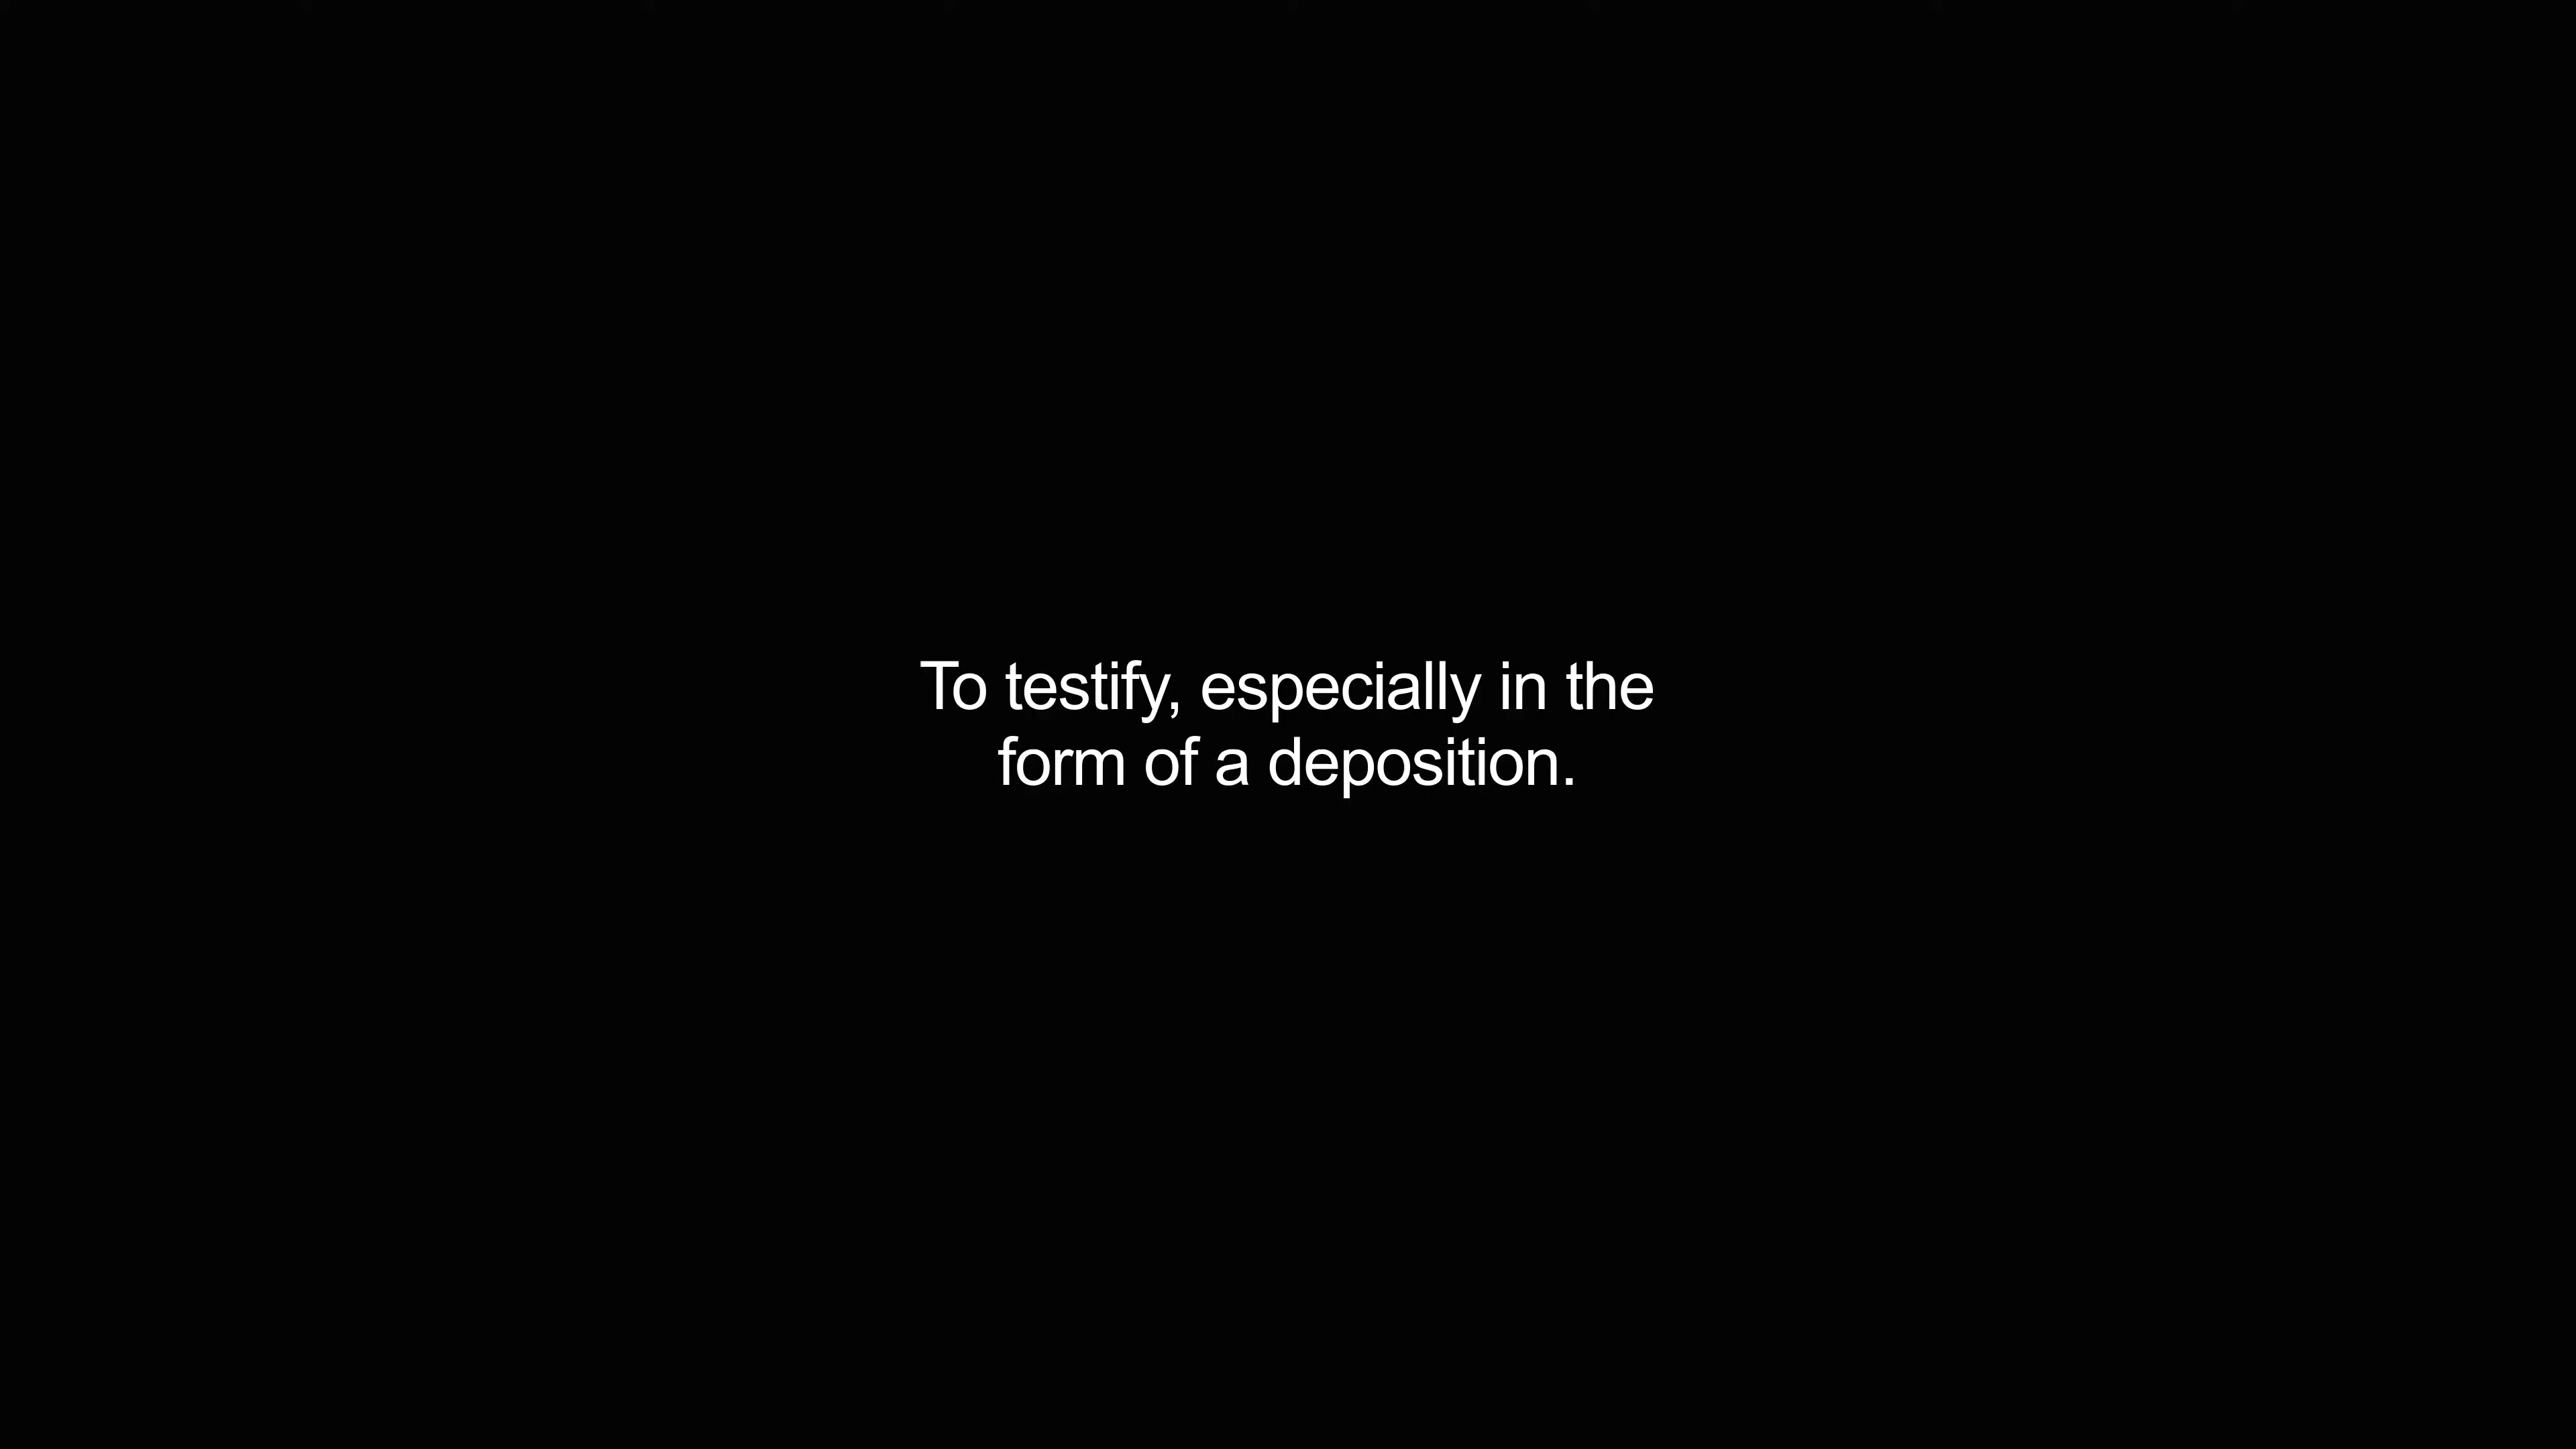 To testify, especially in the
form of a deposition.